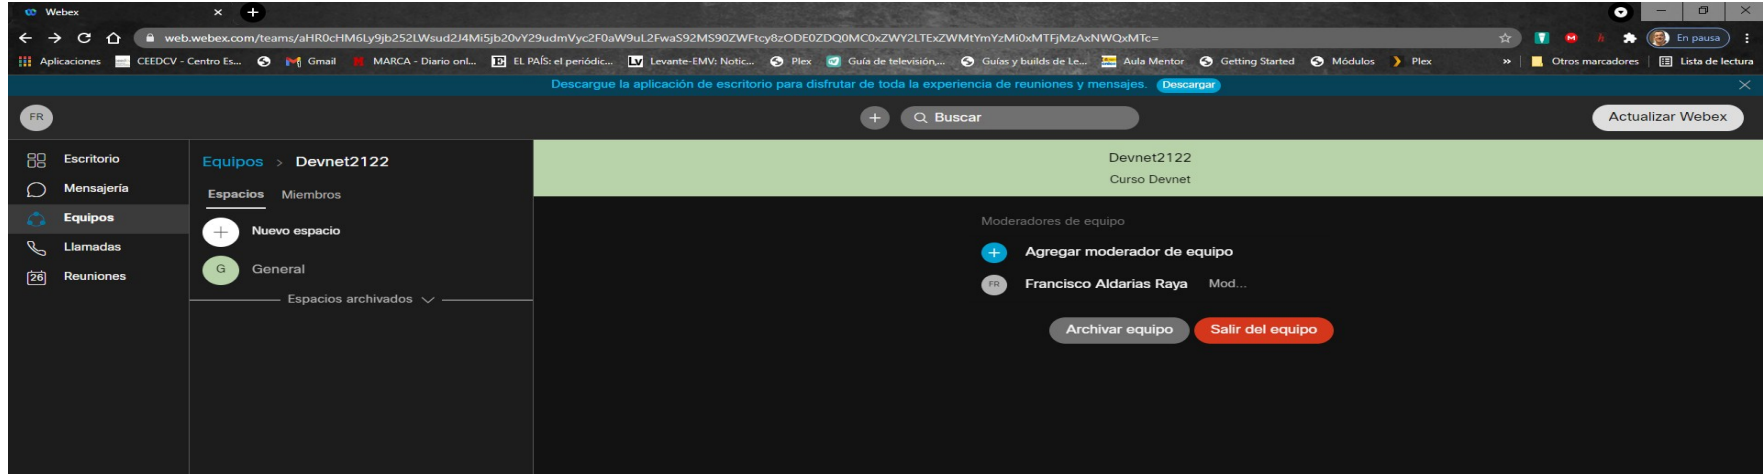 Webex
web.webex.com/teams/aHR0cHM6Ly9jb252LWsud2J4Mi5jb20vY29udmVyc2F0aW9uL2FwaS92MS90ZWFtcy8zODE0ZDQ0MC0xZWY2LTExZWMtYmYzMi0xMTFjMzAxNWQxMTc=
En pausa
Aplicaciones CEEDCV - Centro Es... Gmail MARCA - Diario onl... EL PAÍS: el periódic... Levante-EMV: Notic... Plex Guía de televisión,... Guías y builds de Le... Aula Mentor Getting Started Módulos Plex » Otros marcadores Lista de lectura
Descargue la aplicación de escritorio para disfrutar de toda la experiencia de reuniones y mensajes. Descargar
FR Buscar Actualizar Webex
Escritorio
Mensajería
Equipos
Llamadas
26 Reuniones
Equipos > Devnet2122
Espacios Miembros
Nuevo espacio
G General
Espacios archivados
Devnet2122
Curso Devnet
Moderadores de equipo
Agregar moderador de equipo
FR Francisco Aldarias Raya Mod...
Archivar equipo Salir del equipo